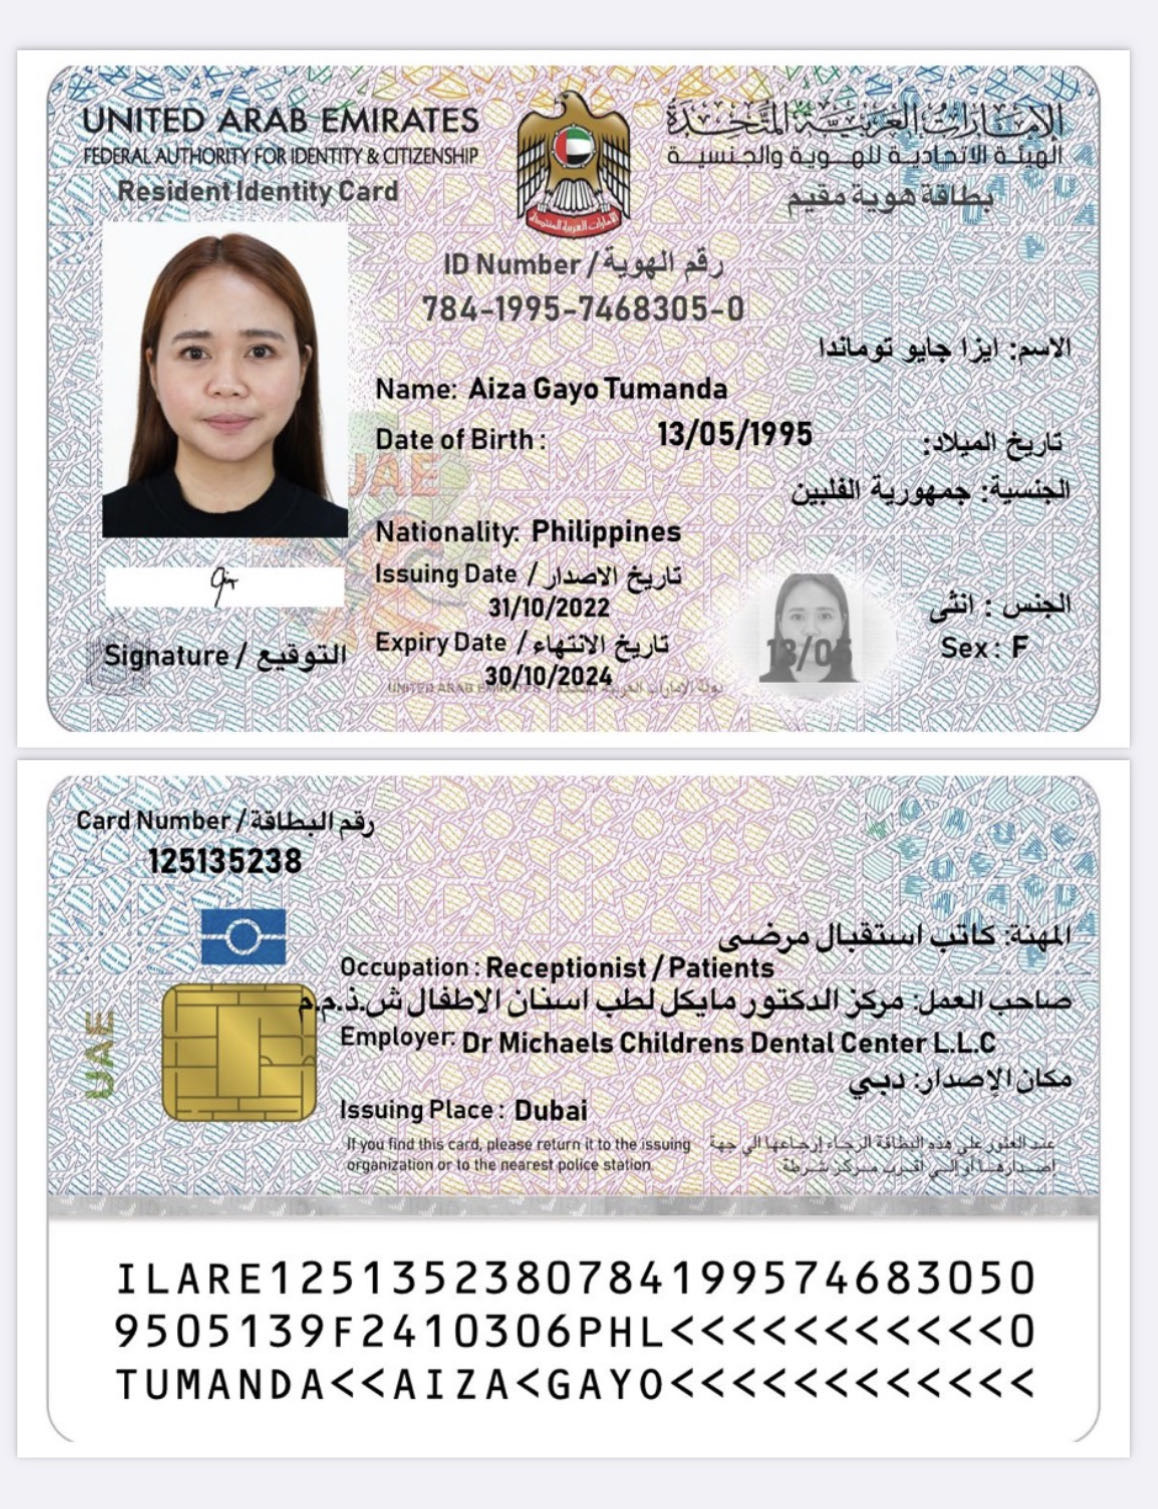 UNITED ARAB EMIRATES
الإمارات العربية المتحدة
FEDERAL AUTHORITY FOR IDENTITY & CITIZENSHIP
الهيئة الاتحادية للهوية والجنسية
Resident Identity Card
بطاقة هوية مقيم
ID Number / رقم الهوية
784-1995-7468305-0
الاسم: ايزا جايو توماندا
Name: Aiza Gayo Tumanda
Date of Birth : 13/05/1995 تاريخ الميلاد:
الجنسية: جمهورية الفلبين
UAE
Nationality: Philippines
Issuing Date / تاريخ الاصدار
31/10/2022
الجنس : انثى
Expiry Date / تاريخ الانتهاء
Sex : F
30/10/2024
13/05
Signature / التوقيع
UNITED ARAB EMIRATES دولة الإمارات العربية المتحدة
Card Number / رقم البطاقة
125135238
المهنة: كاتب استقبال مرضى
Occupation : Receptionist / Patients
صاحب العمل: مركز الدكتور مايكل لطب اسنان الاطفال ش.ذ.م.م
Employer: Dr Michaels Childrens Dental Center L.L.C
UAE
مكان الإصدار: دبي
Issuing Place : Dubai
If you find this card, please return it to the issuing
organization or to the nearest police station.
عند العثور على هذه البطاقة الرجاء إرجاعها الى جهة
اصدارها أو الى أقرب مركز شرطة.
ILARE1251352380784199574683050
9505139F2410306PHL<<<<<<<<<<<0
TUMANDA<<AIZA<GAYO<<<<<<<<<<<<